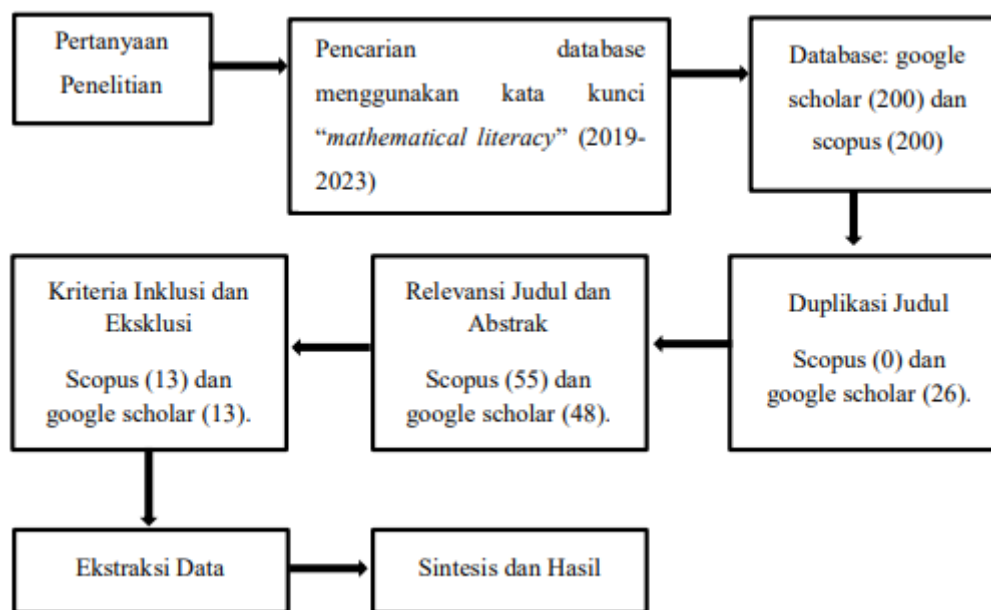 Pertanyaan
Penelitian
Pencarian database
menggunakan kata kunci
“mathematical literacy” (2019-
2023)
Database: google
scholar (200) dan
scopus (200)
Duplikasi Judul
Scopus (0) dan
google scholar (26).
Relevansi Judul dan
Abstrak
Scopus (55) dan
google scholar (48).
Kriteria Inklusi dan
Eksklusi
Scopus (13) dan
google scholar (13).
Ekstraksi Data
Sintesis dan Hasil